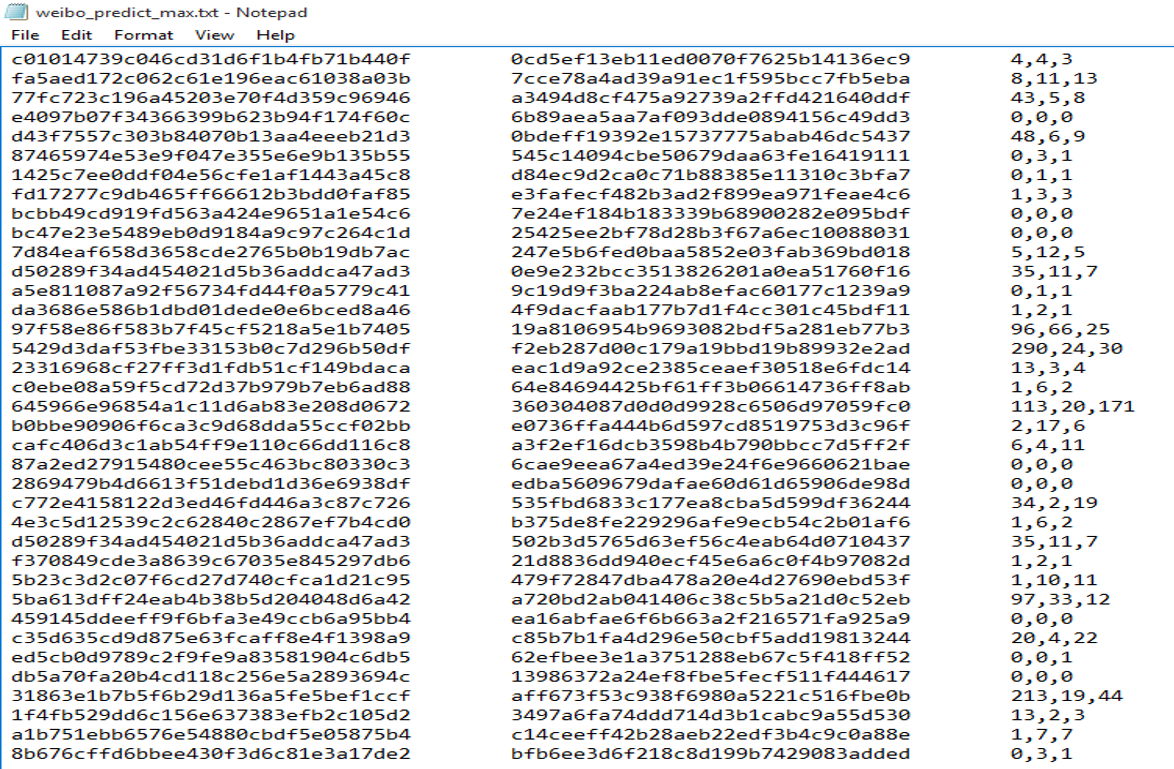 weibo_predict_max.txt - Notepad
File Edit Format View Help
c01014739c046cd31d6f1b4fb71b440f 0cd5ef13eb11ed0070f7625b14136ec9 4,4,3
fa5aed172c062c61e196eac61038a03b 7cce78a4ad39a91ec1f595bcc7fb5eba 8,11,13
77fc723c196a45203e70f4d359c96946 a3494d8cf475a92739a2ffd421640ddf 43,5,8
e4097b07f34366399b623b94f174f60c 6b89aea5aa7af093dde0894156c49dd3 0,0,0
d43f7557c303b84070b13aa4eeeb21d3 0bdeff19392e15737775abab46dc5437 48,6,9
87465974e53e9f047e355e6e9b135b55 545c14094cbe50679daa63fe16419111 0,3,1
1425c7ee0ddf04e56cfe1af1443a45c8 d84ec9d2ca0c71b88385e11310c3bfa7 0,1,1
fd17277c9db465ff66612b3bdd0faf85 e3fafecf482b3ad2f899ea971feae4c6 1,3,3
bcbb49cd919fd563a424e9651a1e54c6 7e24ef184b183339b68900282e095bdf 0,0,0
bc47e23e5489eb0d9184a9c97c264c1d 25425ee2bf78d28b3f67a6ec10088031 0,0,0
7d84eaf658d3658cde2765b0b19db7ac 247e5b6fed0baa5852e03fab369bd018 5,12,5
d50289f34ad454021d5b36addca47ad3 0e9e232bcc3513826201a0ea51760f16 35,11,7
a5e811087a92f56734fd44f0a5779c41 9c19d9f3ba224ab8efac60177c1239a9 0,1,1
da3686e586b1dbd01dede0e6bced8a46 4f9dacfaab177b7d1f4cc301c45bdf11 1,2,1
97f58e86f583b7f45cf5218a5e1b7405 19a8106954b9693082bdf5a281eb77b3 96,66,25
5429d3daf53fbe33153b0c7d296b50df f2eb287d00c179a19bbd19b89932e2ad 290,24,30
23316968cf27ff3d1fdb51cf149bdaca eac1d9a92ce2385ceaef30518e6fdc14 13,3,4
c0ebe08a59f5cd72d37b979b7eb6ad88 64e84694425bf61ff3b06614736ff8ab 1,6,2
645966e96854a1c11d6ab83e208d0672 360304087d0d0d9928c6506d97059fc0 113,20,171
b0bbe90906f6ca3c9d68dda55ccf02bb e0736ffa444b6d597cd8519753d3c96f 2,17,6
cafc406d3c1ab54ff9e110c66dd116c8 a3f2ef16dcb3598b4b790bbcc7d5ff2f 6,4,11
87a2ed27915480cee55c463bc80330c3 6cae9eea67a4ed39e24f6e9660621bae 0,0,0
2869479b4d6613f51debd1d36e6938df edba5609679dafae60d61d65906de98d 0,0,0
c772e4158122d3ed46fd446a3c87c726 535fbd6833c177ea8cba5d599df36244 34,2,19
4e3c5d12539c2c62840c2867ef7b4cd0 b375de8fe229296afe9ecb54c2b01af6 1,6,2
d50289f34ad454021d5b36addca47ad3 502b3d5765d63ef56c4eab64d0710437 35,11,7
f370849cde3a8639c67035e845297db6 21d8836dd940ecf45e6a6c0f4b97082d 1,2,1
5b23c3d2c07f6cd27d740cfca1d21c95 479f72847dba478a20e4d27690ebd53f 1,10,11
5ba613dff24eab4b38b5d204048d6a42 a720bd2ab041406c38c5b5a21d0c52eb 97,33,12
459145ddeeff9f6bfa3e49ccb6a95bb4 ea16abfae6f6b663a2f216571fa925a9 0,0,0
c35d635cd9d875e63fcaff8e4f1398a9 c85b7b1fa4d296e50cbf5add19813244 20,4,22
ed5cb0d9789c2f9fe9a83581904c6db5 62efbee3e1a3751288eb67c5f418ff52 0,0,1
db5a70fa20b4cd118c256e5a2893694c 13986372a24ef8fbe5fecf511f444617 0,0,0
31863e1b7b5f6b29d136a5fe5bef1ccf aff673f53c938f6980a5221c516fbe0b 213,19,44
1f4fb529dd6c156e637383efb2c105d2 3497a6fa74ddd714d3b1cabc9a55d530 13,2,3
a1b751ebb6576e54880cbdf5e05875b4 c14ceeff42b28aeb22edf3b4c9c0a88e 1,7,7
8b676cffd6bbee430f3d6c81e3a17de2 bfb6ee3d6f218c8d199b7429083added 0,3,1